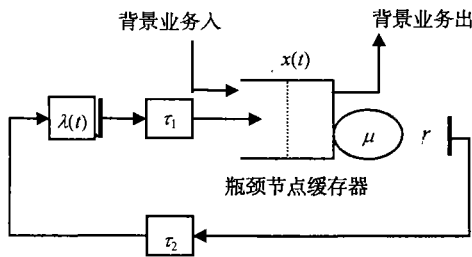 背景业务入
背景业务出
x(t)
λ(t)
τ₁
μ
r
瓶颈节点缓存器
τ₂